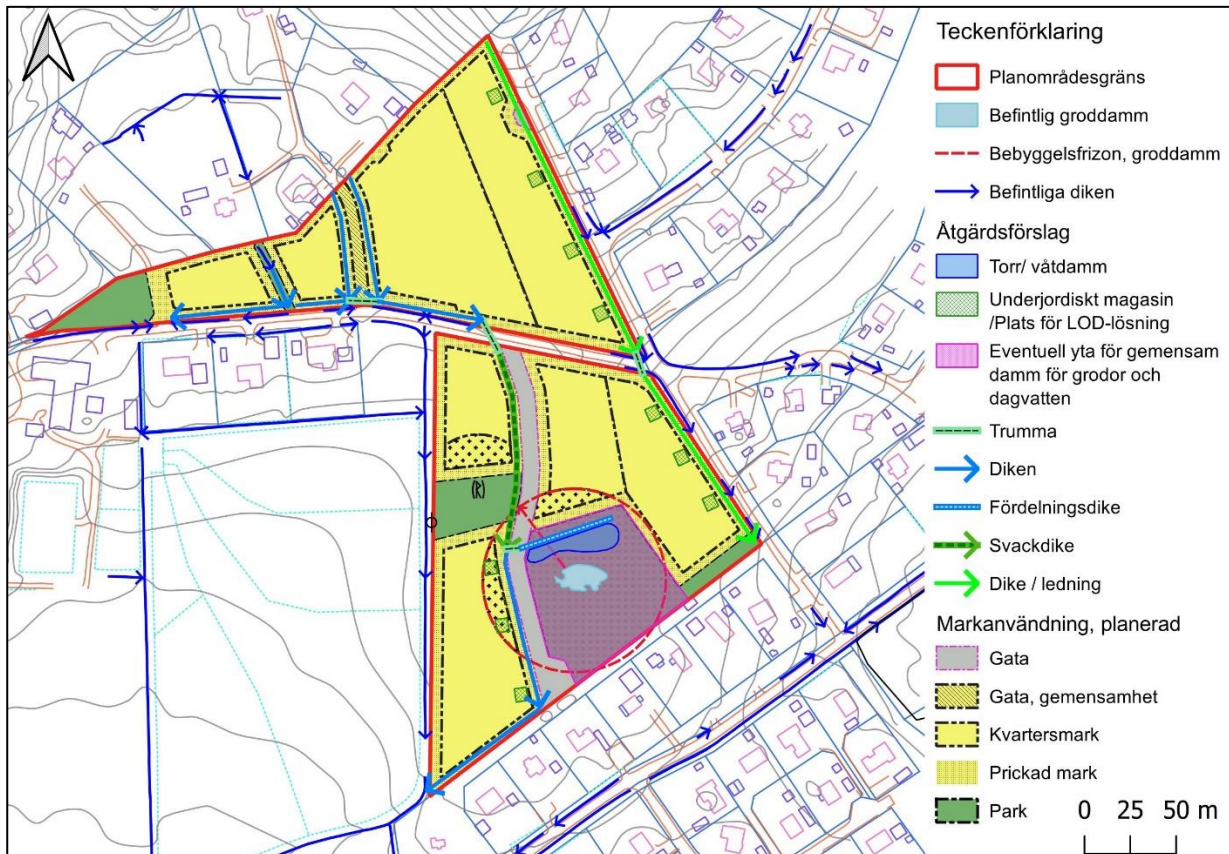 Teckenförklaring
Planområdesgräns
Befintlig groddamm
Bebyggelsfrizon, groddamm
Befintliga diken
Åtgärdsförslag
Torr/ våtdamm
Underjordiskt magasin
/Plats för LOD-lösning
Eventuell yta för gemensam
damm för grodor och
dagvatten
Trumma
Diken
Fördelningsdike
Svackdike
Dike / ledning
Markanvändning, planerad
Gata
Gata, gemensamhet
Kvartersmark
Prickad mark
Park
0 25 50 m